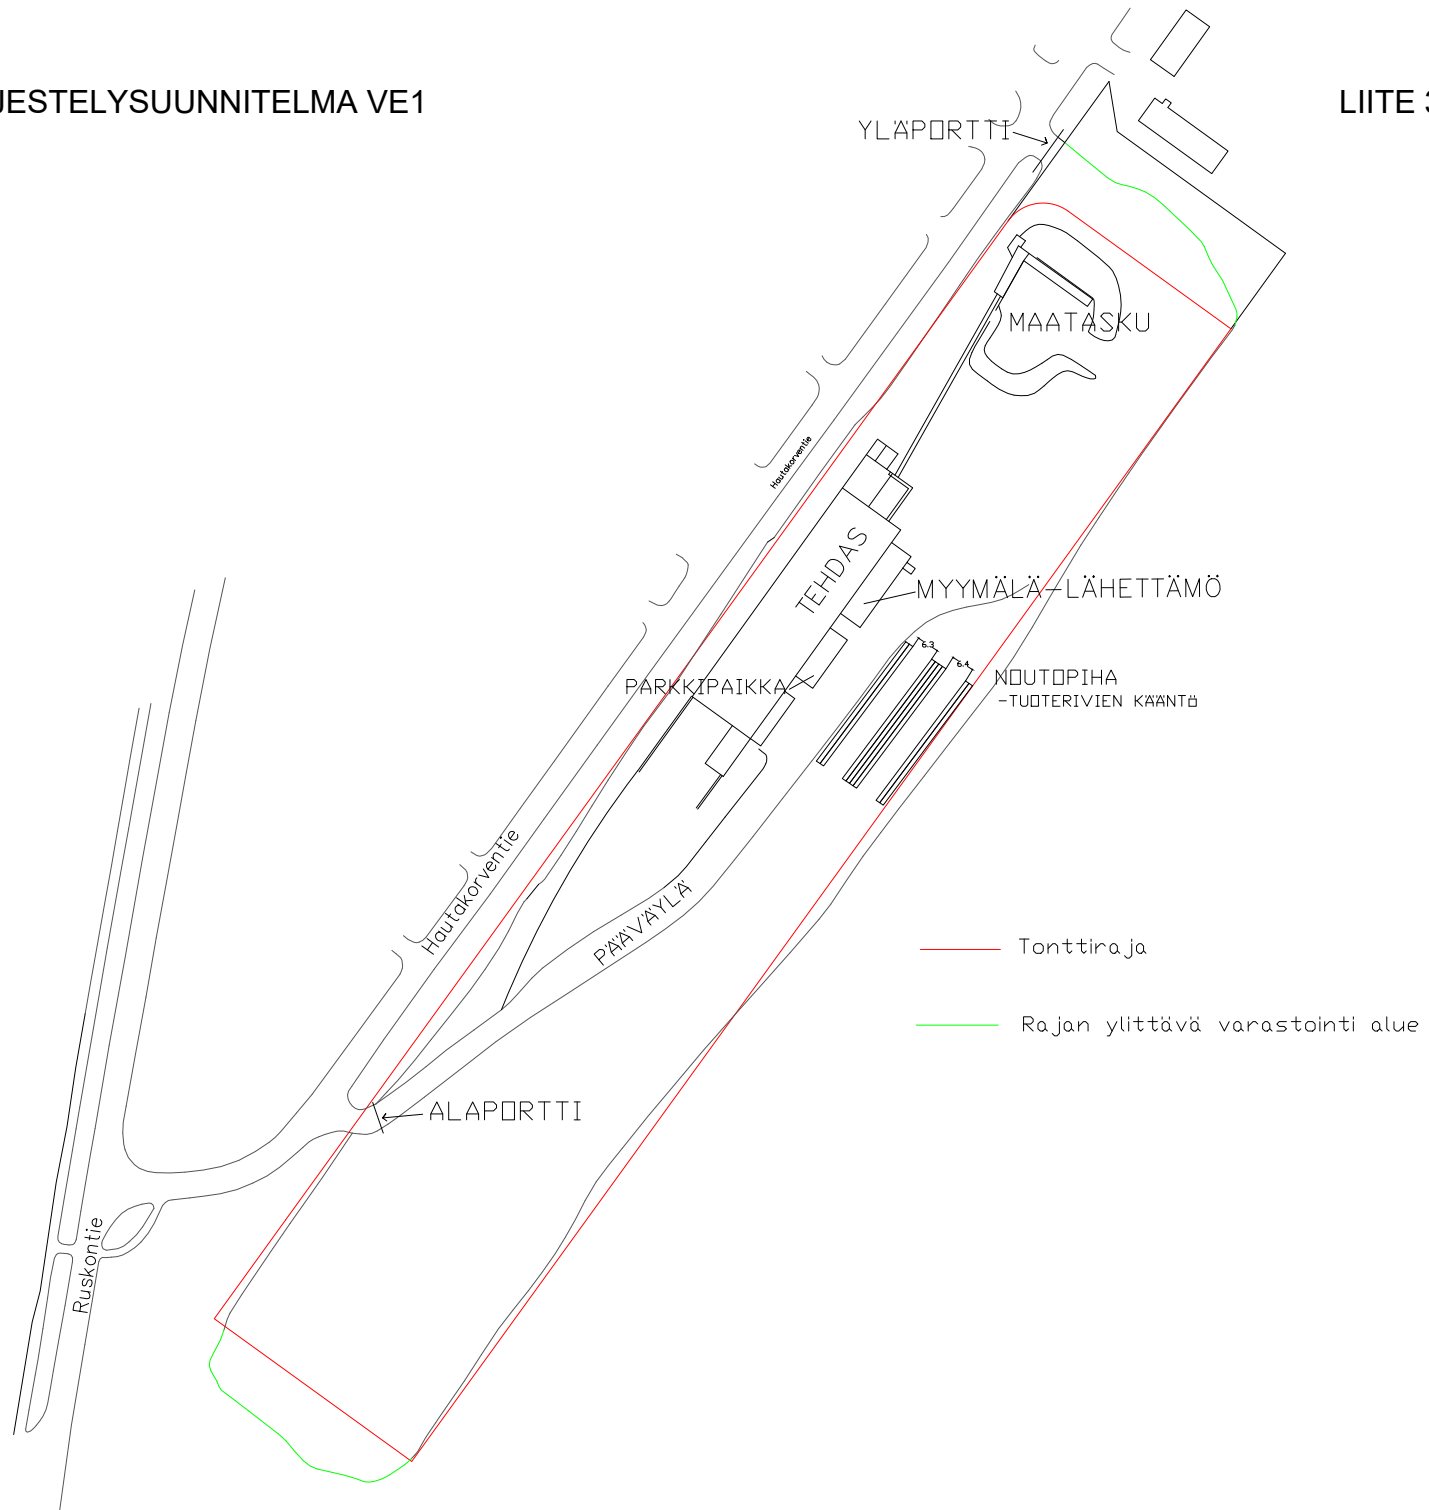 JESTELYSUUNNITELMA VE1
LIITE 3
YLÄPORTTI
MAATASKU
Hautakorventie
TEHDAS
MYYMÄLÄ-LÄHETTÄMÖ
6.3
6.4
NOUTOPIHA
-TUOTERIVIEN KÄÄNTÖ
PARKKIPAIKKA
Hautakorventie
PÄÄVÄYLÄ
Tonttiraja
Rajan ylittävä varastointi alue
ALAPORTTI
Ruskontie